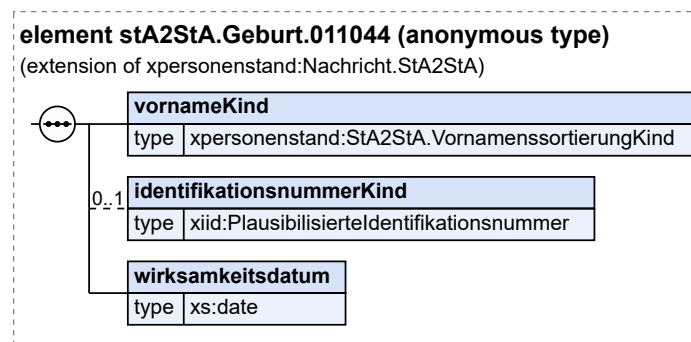 element stA2StA.Geburt.011044 (anonymous type)
(extension of xpersonenstand:Nachricht.StA2StA)
vornameKind
type xpersonenstand:StA2StA.VornamenssortierungKind
0..1
identifikationsnummerKind
type xiid:PlausibilisierteIdentifikationsnummer
wirksamkeitsdatum
type xs:date